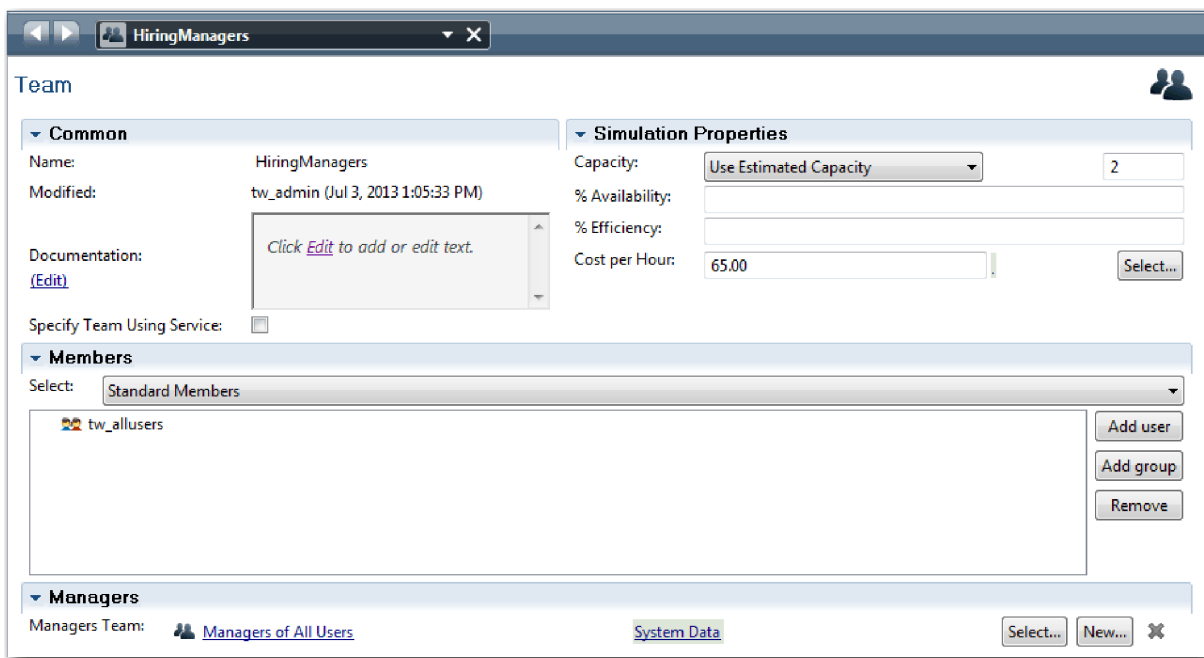 HiringManagers
Team
Common
Name: HiringManagers
Modified: tw_admin (Jul 3, 2013 1:05:33 PM)
Documentation:
(Edit)
Click Edit to add or edit text.
Specify Team Using Service:
Simulation Properties
Capacity: Use Estimated Capacity 2
% Availability:
% Efficiency:
Cost per Hour: 65.00 . Select...
Members
Select: Standard Members
tw_allusers
Add user
Add group
Remove
Managers
Managers Team: Managers of All Users System Data Select... New...